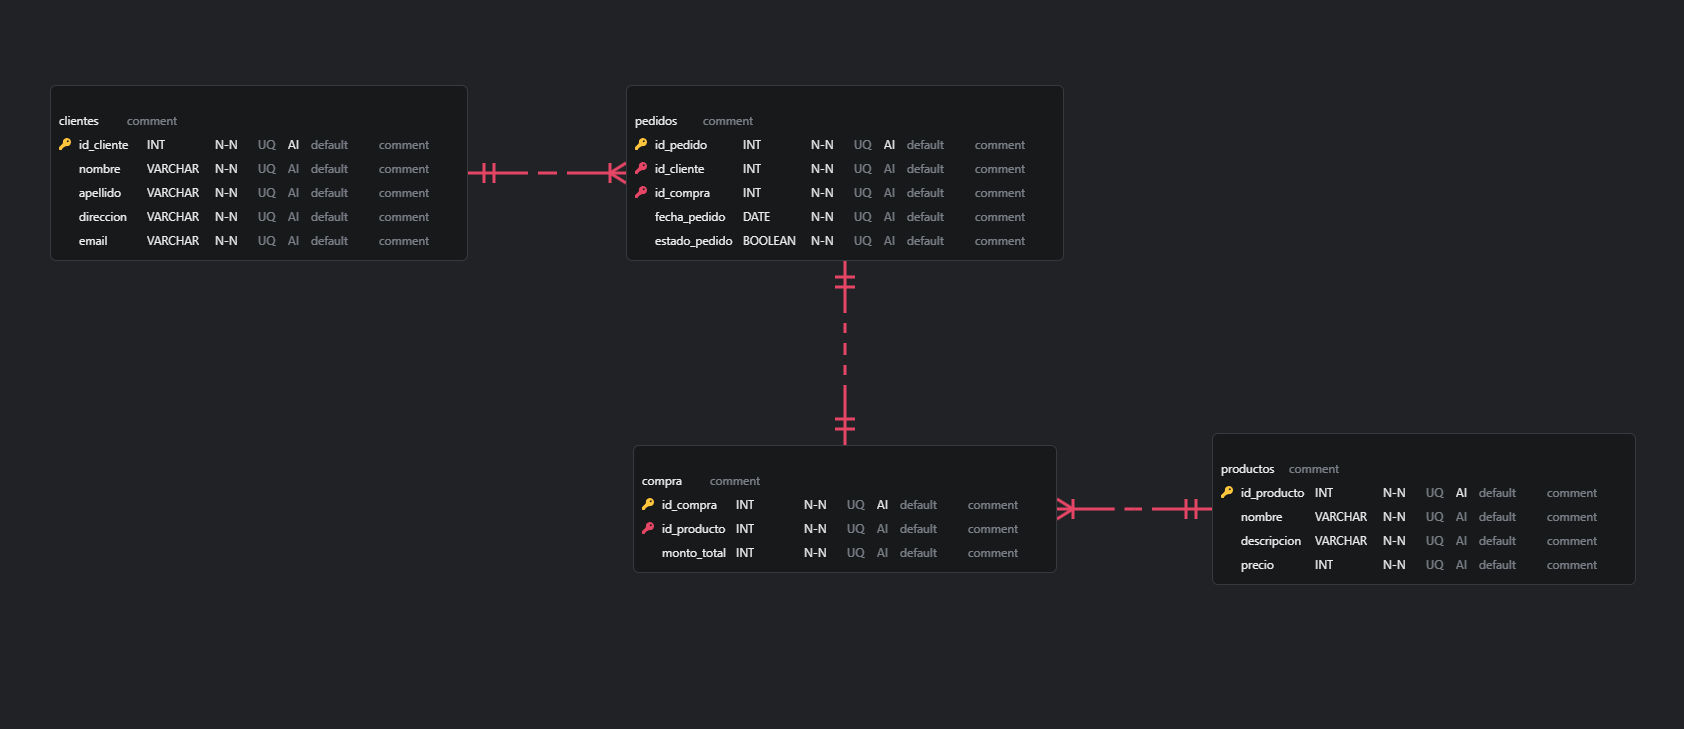 clientes comment
id_cliente INT N-N UQ AI default comment
nombre VARCHAR N-N UQ AI default comment
apellido VARCHAR N-N UQ AI default comment
direccion VARCHAR N-N UQ AI default comment
email VARCHAR N-N UQ AI default comment
pedidos comment
id_pedido INT N-N UQ AI default comment
id_cliente INT N-N UQ AI default comment
id_compra INT N-N UQ AI default comment
fecha_pedido DATE N-N UQ AI default comment
estado_pedido BOOLEAN N-N UQ AI default comment
compra comment
id_compra INT N-N UQ AI default comment
id_producto INT N-N UQ AI default comment
monto_total INT N-N UQ AI default comment
productos comment
id_producto INT N-N UQ AI default comment
nombre VARCHAR N-N UQ AI default comment
descripcion VARCHAR N-N UQ AI default comment
precio INT N-N UQ AI default comment